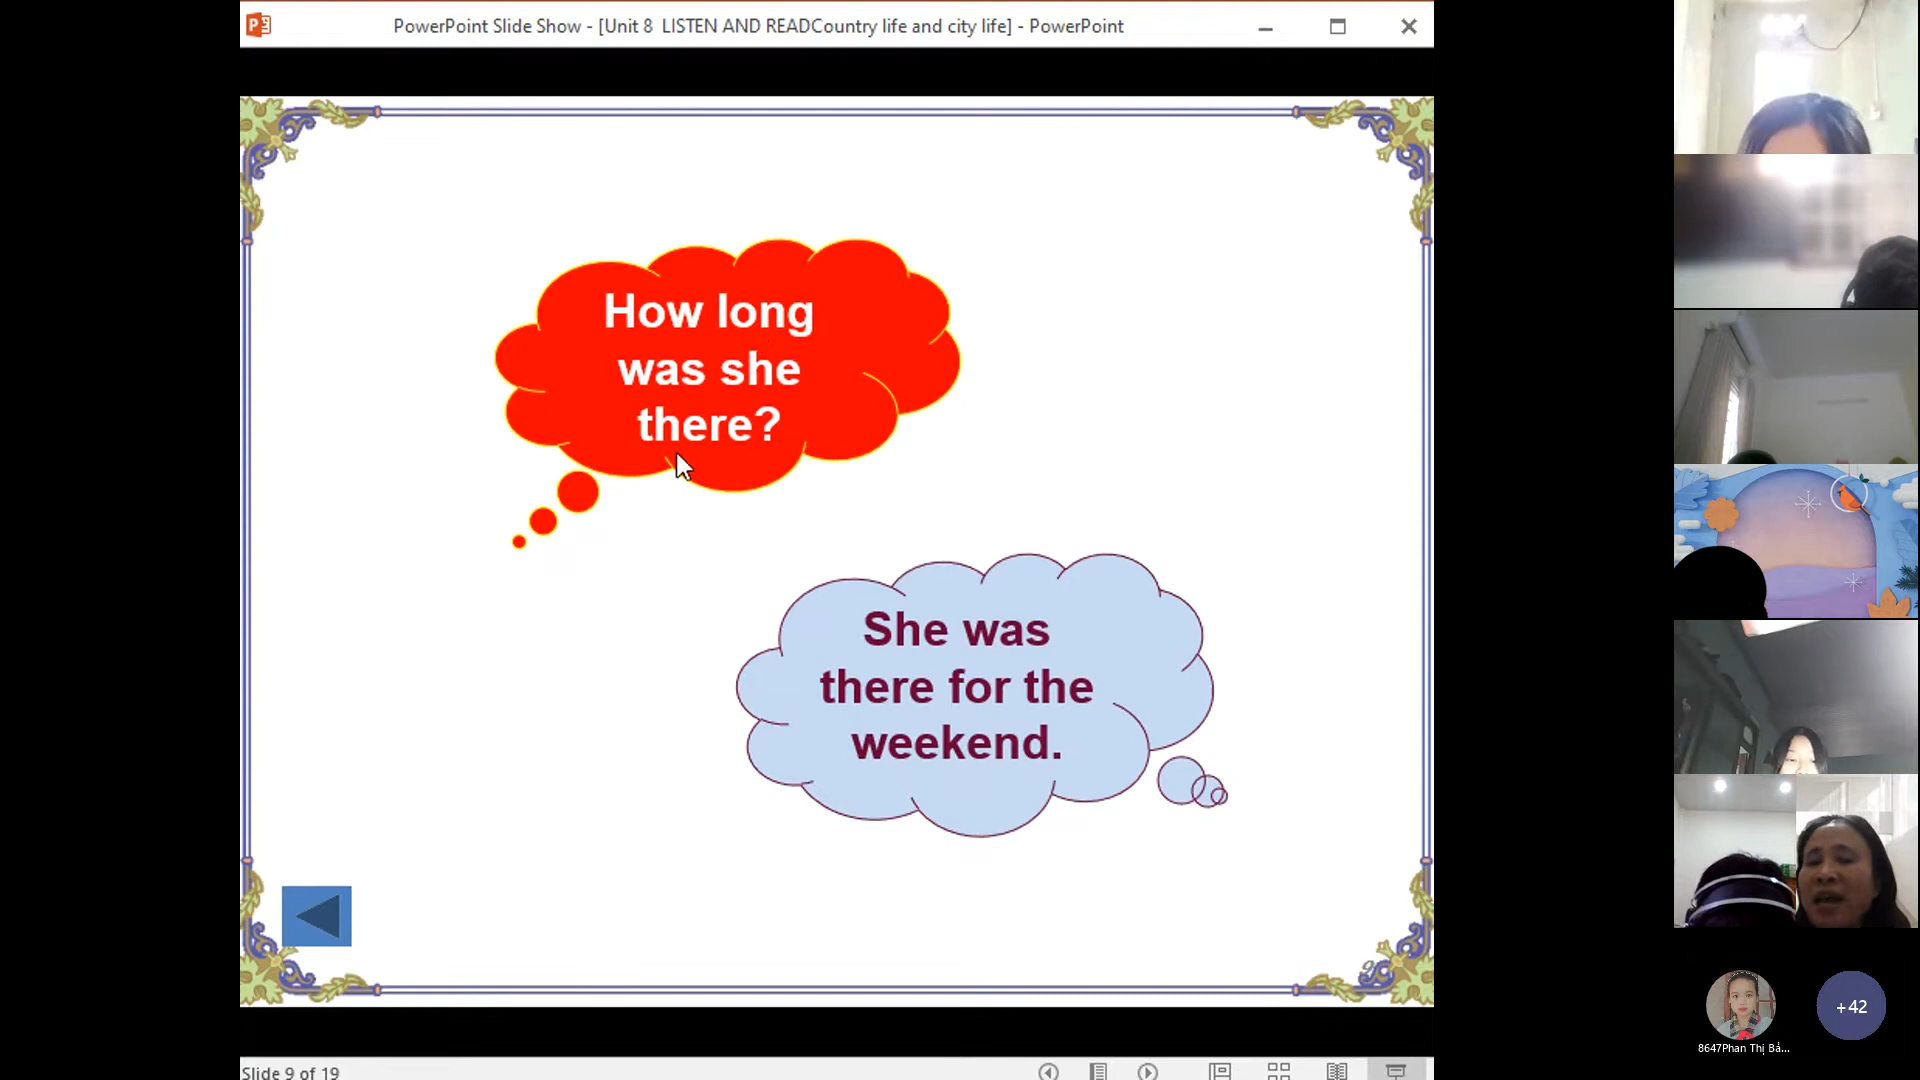 PowerPoint Slide Show - [Unit 8 LISTEN AND READCountry life and city life] - PowerPoint
How long
was she
there?
She was
there for the
weekend.
9
+42
8647Phan Thị Bả...
Slide 9 of 19